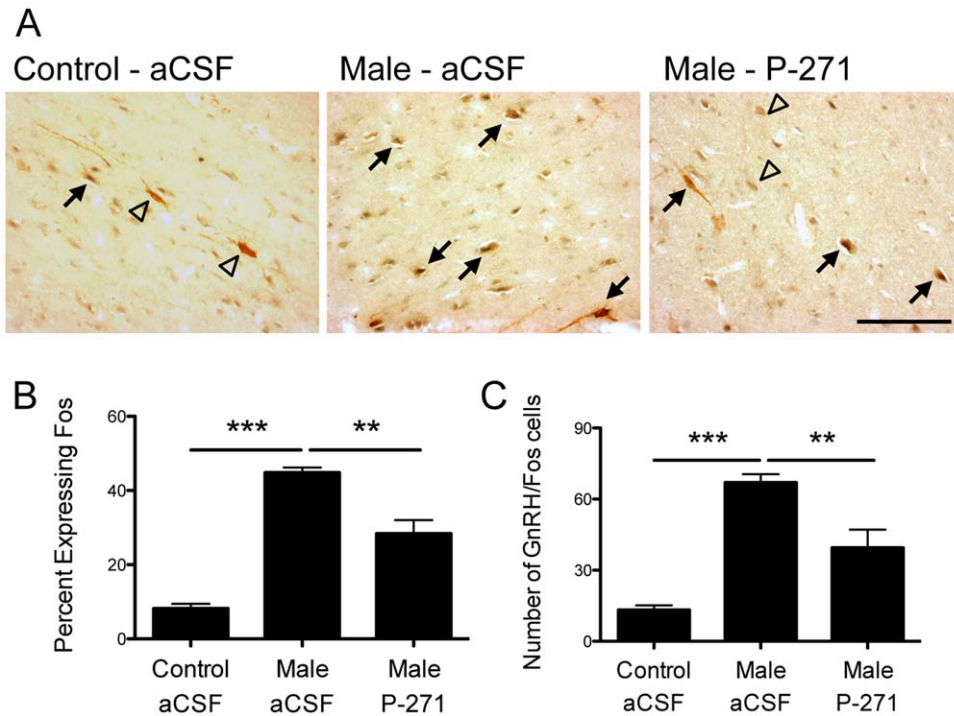 A
Control - aCSF
Male - aCSF
Male - P-271
B
Percent Expressing Fos
60
40
20
0
***
**
Control
aCSF
Male
aCSF
Male
P-271
C
Number of GnRH/Fos cells
90
60
30
0
***
**
Control
aCSF
Male
aCSF
Male
P-271